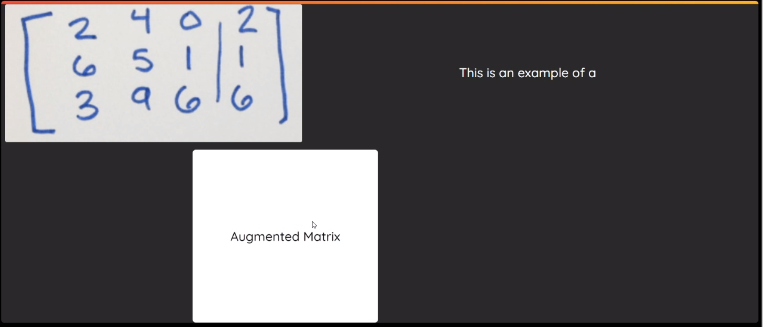 2 4 0 | 2
6 5 1 | 1
3 9 6 | 6
This is an example of a
Augmented Matrix